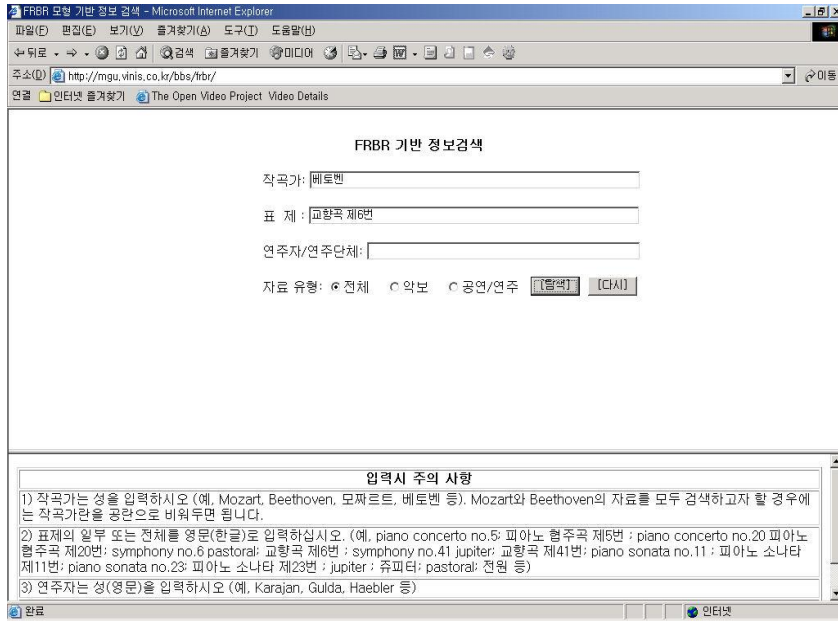 FRBR 모형 기반 정보 검색 - Microsoft Internet Explorer
파일(F) 편집(E) 보기(V) 즐겨찾기(A) 도구(T) 도움말(H)
뒤로 검색 즐겨찾기 미디어
주소(D) http://mgu.vinis.co.kr/bbs/frbr/ 이동
연결 인터넷 즐겨찾기 The Open Video Project Video Details
FRBR 기반 정보검색
작곡가: 베토벤
표 제 : 교향곡 제6번
연주자/연주단체:
자료 유형: 전체 악보 공연/연주 [탐색] [다시]
입력시 주의 사항
1) 작곡가는 성을 입력하시오 (예, Mozart, Beethoven, 모짜르트, 베토벤 등). Mozart와 Beethoven의 자료를 모두 검색하고자 할 경우에
는 작곡가란을 공란으로 비워두면 됩니다.
2) 표제의 일부 또는 전체를 영문(한글)로 입력하십시오. (예, piano concerto no.5; 피아노 협주곡 제5번 ; piano concerto no.20 피아노
협주곡 제20번; symphony no.6 pastoral; 교향곡 제6번 ; symphony no.41 jupiter; 교향곡 제41번; piano sonata no.11 ; 피아노 소나타
제11번; piano sonata no.23; 피아노 소나타 제23번 ; jupiter ; 쥬피터; pastoral; 전원 등)
3) 연주자는 성(영문)을 입력하시오 (예, Karajan, Gulda, Haebler 등)
완료 인터넷